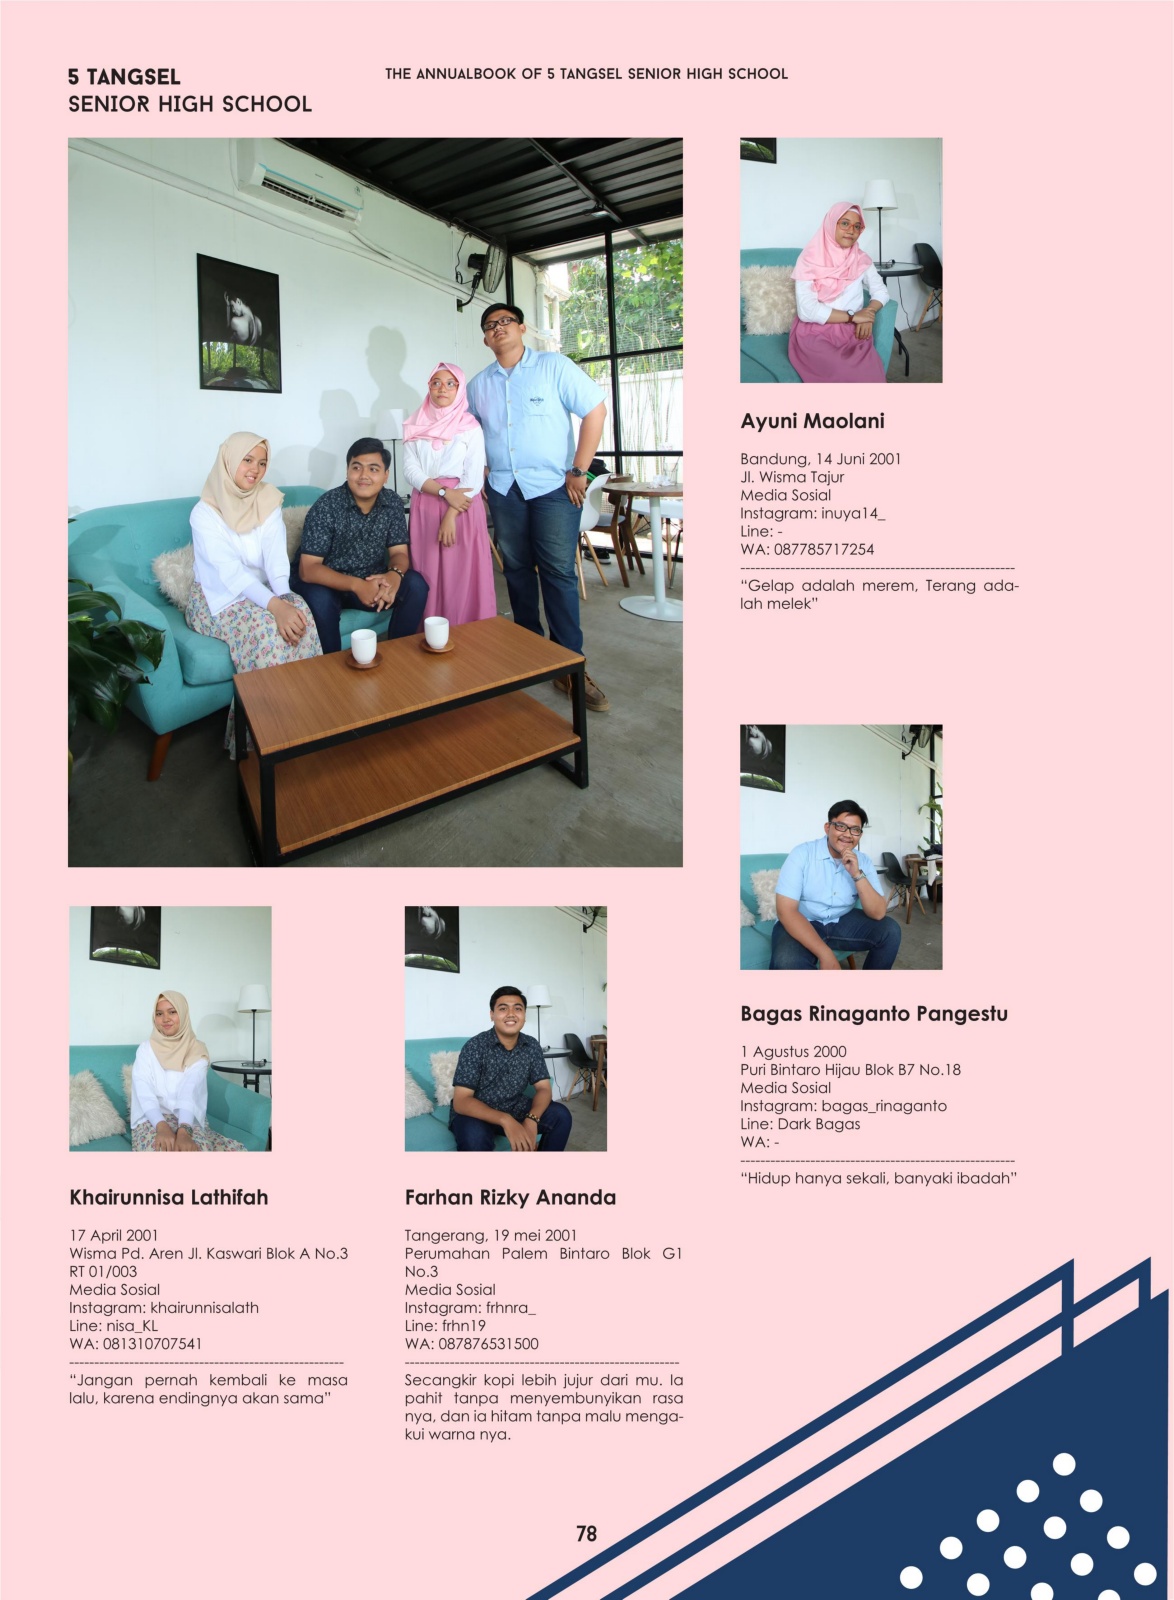 5 TANGSEL
SENIOR HIGH SCHOOL
THE ANNUALBOOK OF 5 TANGSEL SENIOR HIGH SCHOOL
Ayuni Maolani
Bandung, 14 Juni 2001
Jl. Wisma Tajur
Media Sosial
Instagram: inuya14_
Line: -
WA: 087785717254
-------------------------------------------------------
“Gelap adalah merem, Terang ada-
lah melek”
Bagas Rinaganto Pangestu
1 Agustus 2000
Puri Bintaro Hijau Blok B7 No.18
Media Sosial
Instagram: bagas_rinaganto
Line: Dark Bagas
WA: -
-------------------------------------------------------
“Hidup hanya sekali, banyaki ibadah”
Khairunnisa Lathifah
17 April 2001
Wisma Pd. Aren Jl. Kaswari Blok A No.3
RT 01/003
Media Sosial
Instagram: khairunnisalath
Line: nisa_KL
WA: 081310707541
-------------------------------------------------------
“Jangan pernah kembali ke masa
lalu, karena endingnya akan sama”
Farhan Rizky Ananda
Tangerang, 19 mei 2001
Perumahan Palem Bintaro Blok G1
No.3
Media Sosial
Instagram: frhnra_
Line: frhn19
WA: 087876531500
-------------------------------------------------------
Secangkir kopi lebih jujur dari mu. Ia
pahit tanpa menyembunyikan rasa
nya, dan ia hitam tanpa malu menga-
kui warna nya.
78